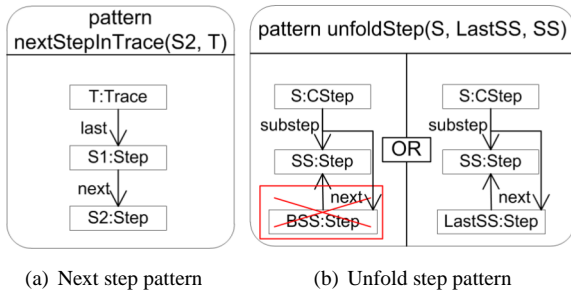 pattern
nextStepInTrace(S2, T)
T:Trace
last
S1:Step
next
S2:Step
(a) Next step pattern
pattern unfoldStep(S, LastSS, SS)
S:CStep
substep
SS:Step
next
BSS:Step
OR
S:CStep
substep
SS:Step
next
LastSS:Step
(b) Unfold step pattern